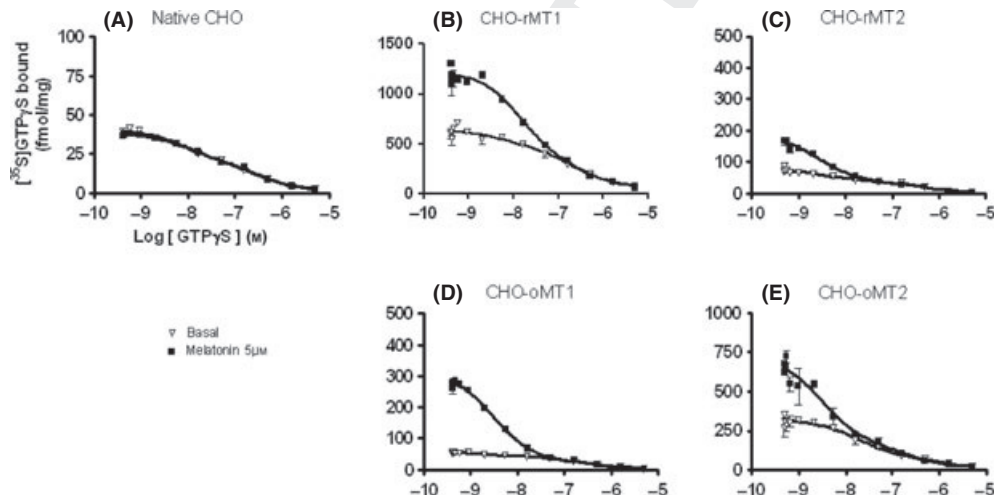 (A) Native CHO
100
75
50
25
0
[³⁵S]GTPγS bound
(fmol/mg)
−10 −9 −8 −7 −6 −5
Log [ GTPγS ] (M)
(B) CHO-rMT1
1500
1000
500
0
−10 −9 −8 −7 −6 −5
(C) CHO-rMT2
500
400
300
200
100
0
−10 −9 −8 −7 −6 −5
Basal
Melatonin 5μM
(D) CHO-oMT1
500
400
300
200
100
0
−10 −9 −8 −7 −6 −5
(E) CHO-oMT2
1000
750
500
250
0
−10 −9 −8 −7 −6 −5